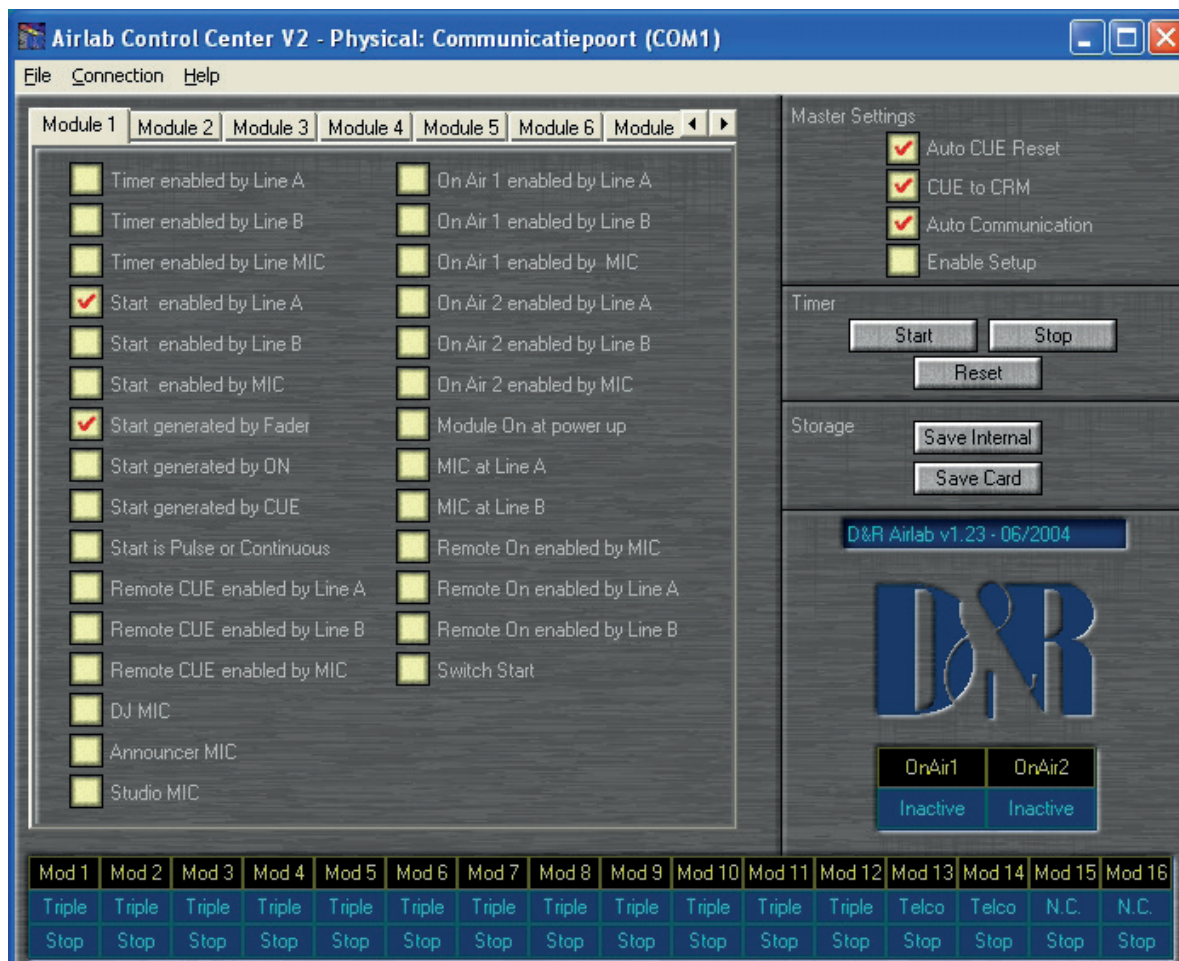 Airlab Control Center V2 - Physical: Communicatiepoort (COM1)
File Connection Help
Module 1 Module 2 Module 3 Module 4 Module 5 Module 6 Module
Timer enabled by Line A
Timer enabled by Line B
Timer enabled by Line MIC
Start enabled by Line A
Start enabled by Line B
Start enabled by MIC
Start generated by Fader
Start generated by ON
Start generated by CUE
Start is Pulse or Continuous
Remote CUE enabled by Line A
Remote CUE enabled by Line B
Remote CUE enabled by MIC
DJ MIC
Announcer MIC
Studio MIC
On Air 1 enabled by Line A
On Air 1 enabled by Line B
On Air 1 enabled by MIC
On Air 2 enabled by Line A
On Air 2 enabled by Line B
On Air 2 enabled by MIC
Module On at power up
MIC at Line A
MIC at Line B
Remote On enabled by MIC
Remote On enabled by Line A
Remote On enabled by Line B
Switch Start
Master Settings
Auto CUE Reset
CUE to CRM
Auto Communication
Enable Setup
Timer
Start Stop
Reset
Storage
Save Internal
Save Card
D&R Airlab v1.23 - 06/2004
D&R
OnAir1 OnAir2
Inactive Inactive
Mod 1 Mod 2 Mod 3 Mod 4 Mod 5 Mod 6 Mod 7 Mod 8 Mod 9 Mod 10 Mod 11 Mod 12 Mod 13 Mod 14 Mod 15 Mod 16
Triple Triple Triple Triple Triple Triple Triple Triple Triple Triple Triple Triple Telco Telco N.C. N.C.
Stop Stop Stop Stop Stop Stop Stop Stop Stop Stop Stop Stop Stop Stop Stop Stop